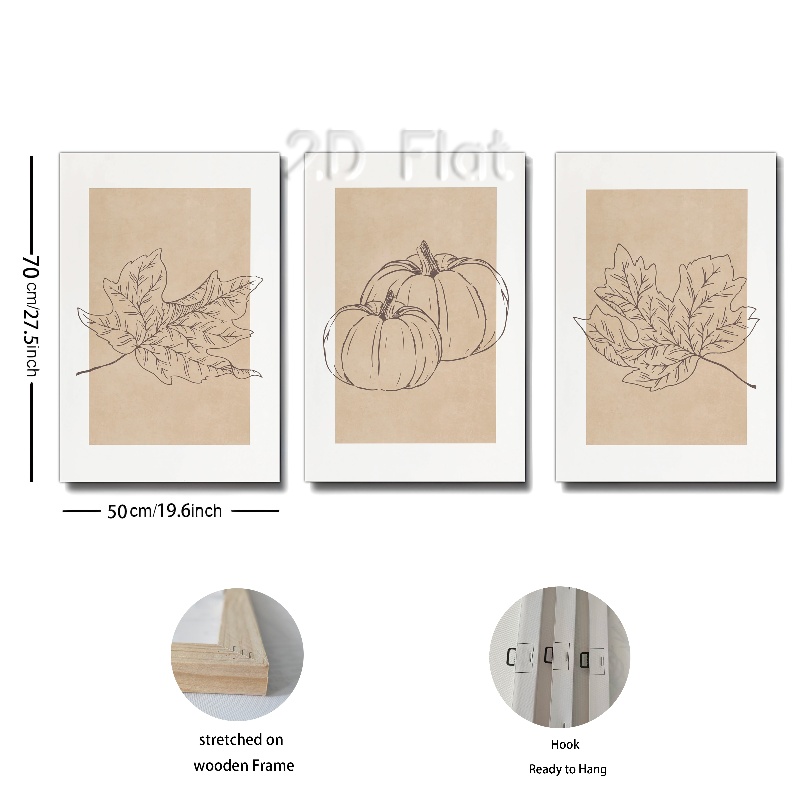 2D Flat
70 cm/27.5inch
50cm/19.6inch
stretched on
wooden Frame
Hook
Ready to Hang